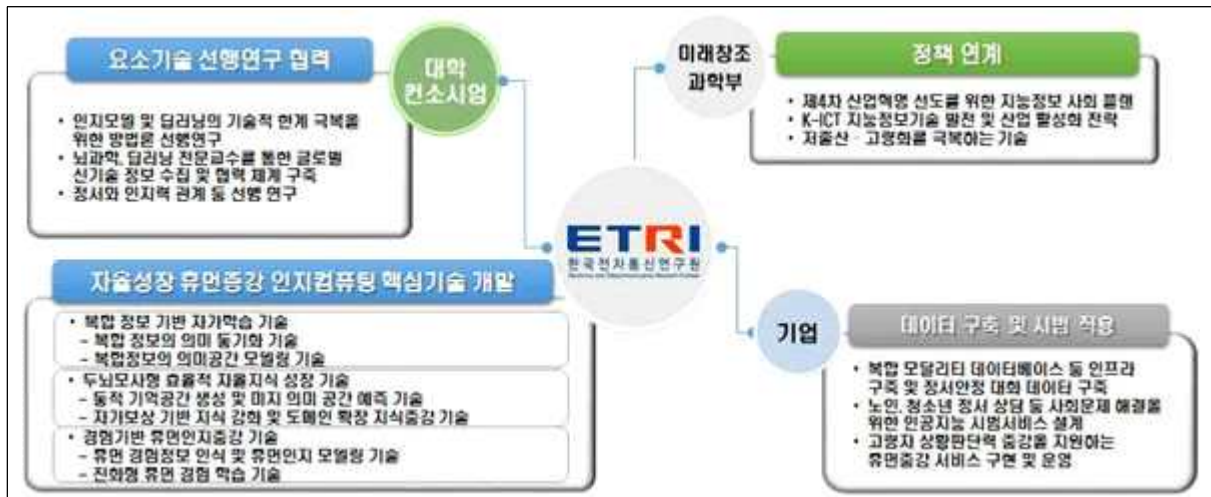 요소기술 선행연구 협력
대학
컨소시엄
• 인지모델 및 딥러닝의 기술적 한계 극복을
위한 방법론 선행연구
• 뇌과학, 딥러닝 전문교수를 통한 글로벌
신기술 정보 수집 및 협력 체계 구축
• 정서와 인지력 관계 등 선행 연구
미래창조
과학부
정책 연계
• 제4차 산업혁명 선도를 위한 지능정보 사회 플랜
• K-ICT 지능정보기술 발전 및 산업 활성화 전략
• 저출산 · 고령화를 극복하는 기술
ETRI
한국전자통신연구원
자율성장 휴먼증강 인지컴퓨팅 핵심기술 개발
• 복합 정보 기반 자가학습 기술
– 복합 정보의 의미 동기화 기술
– 복합정보의 의미공간 모델링 기술
• 두뇌모사형 효율적 자율지식 성장 기술
– 동적 기억공간 생성 및 미지 의미 공간 예측 기술
– 자가보상 기반 지식 강화 및 도메인 확장 지식증강 기술
• 경험기반 휴먼인지증강 기술
– 휴먼 경험정보 인식 및 휴먼인지 모델링 기술
– 진화형 휴먼 경험 학습 기술
기업
데이터 구축 및 시범 적용
• 복합 모달리티 데이터베이스 등 인프라
구축 및 정서안정 대화 데이터 구축
• 노인, 청소년 정서 상담 등 사회문제 해결을
위한 인공지능 시범서비스 설계
• 고령자 상황판단력 증강을 지원하는
휴먼증강 서비스 구현 및 운영